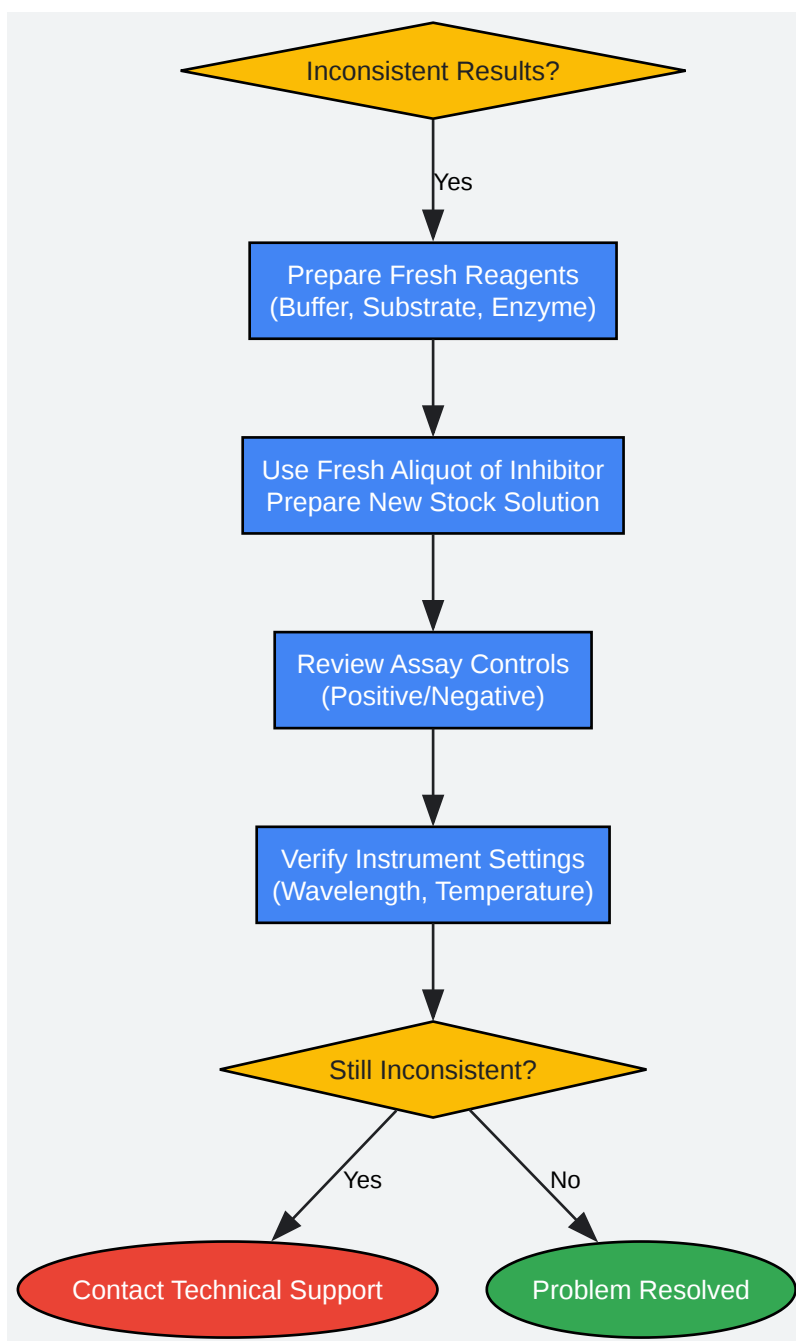 Inconsistent Results?
Yes
Prepare Fresh Reagents
(Buffer, Substrate, Enzyme)
Use Fresh Aliquot of Inhibitor
Prepare New Stock Solution
Review Assay Controls
(Positive/Negative)
Verify Instrument Settings
(Wavelength, Temperature)
Still Inconsistent?
Yes
No
Contact Technical Support
Problem Resolved